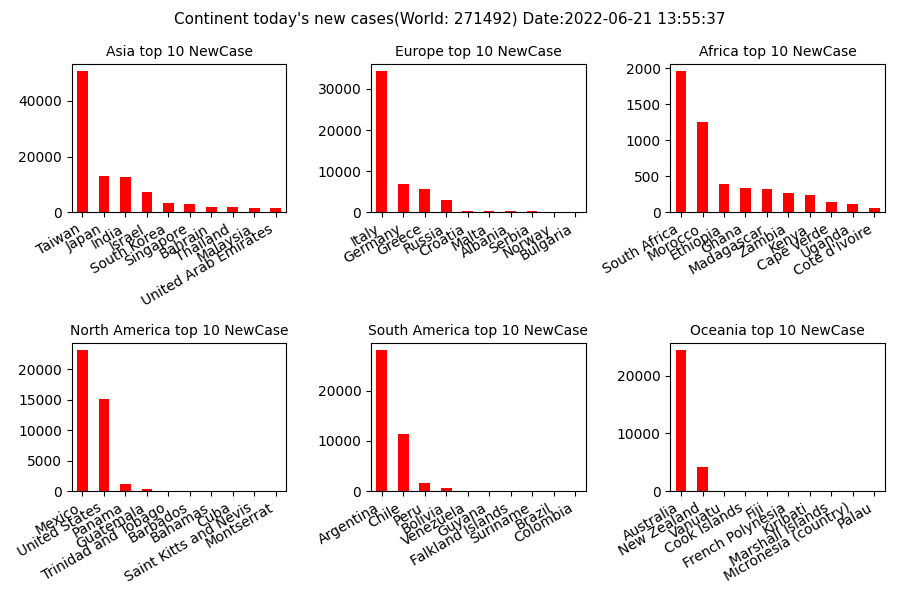 Continent today's new cases(World: 271492) Date:2022-06-21 13:55:37
Asia top 10 NewCase
40000
20000
0
Taiwan
Japan
India
Israel
South Korea
Singapore
Bahrain
Thailand
Malaysia
United Arab Emirates
Europe top 10 NewCase
30000
20000
10000
0
Italy
Germany
Greece
Russia
Croatia
Malta
Albania
Serbia
Norway
Bulgaria
Africa top 10 NewCase
2000
1500
1000
500
0
South Africa
Morocco
Ethiopia
Ghana
Madagascar
Zambia
Kenya
Cape Verde
Uganda
Cote d'Ivoire
North America top 10 NewCase
20000
15000
10000
5000
0
Mexico
United States
Panama
Guatemala
Trinidad and Tobago
Barbados
Bahamas
Cuba
Saint Kitts and Nevis
Montserrat
South America top 10 NewCase
20000
10000
0
Argentina
Chile
Peru
Bolivia
Venezuela
Guyana
Falkland Islands
Suriname
Brazil
Colombia
Oceania top 10 NewCase
20000
10000
0
Australia
New Zealand
Vanuatu
Cook Islands
Fiji
French Polynesia
Kiribati
Marshall Islands
Micronesia (country)
Palau